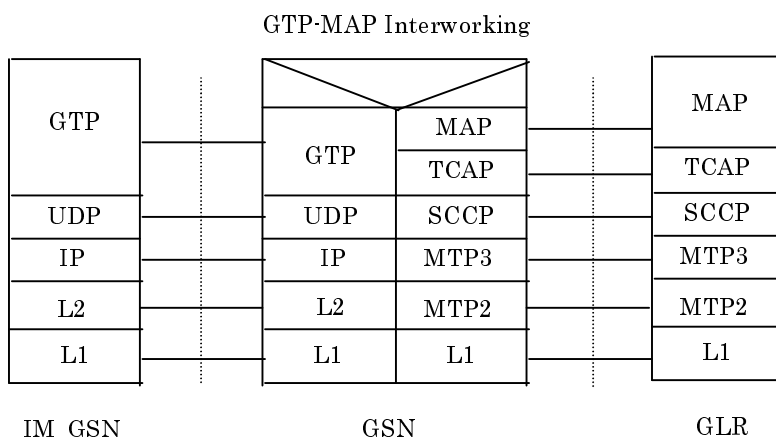 GTP-MAP Interworking
GTP
GTP
MAP
MAP
TCAP
TCAP
UDP
UDP
SCCP
SCCP
IP
IP
MTP3
MTP3
L2
L2
MTP2
MTP2
L1
L1
L1
L1
IM GSN
GSN
GLR